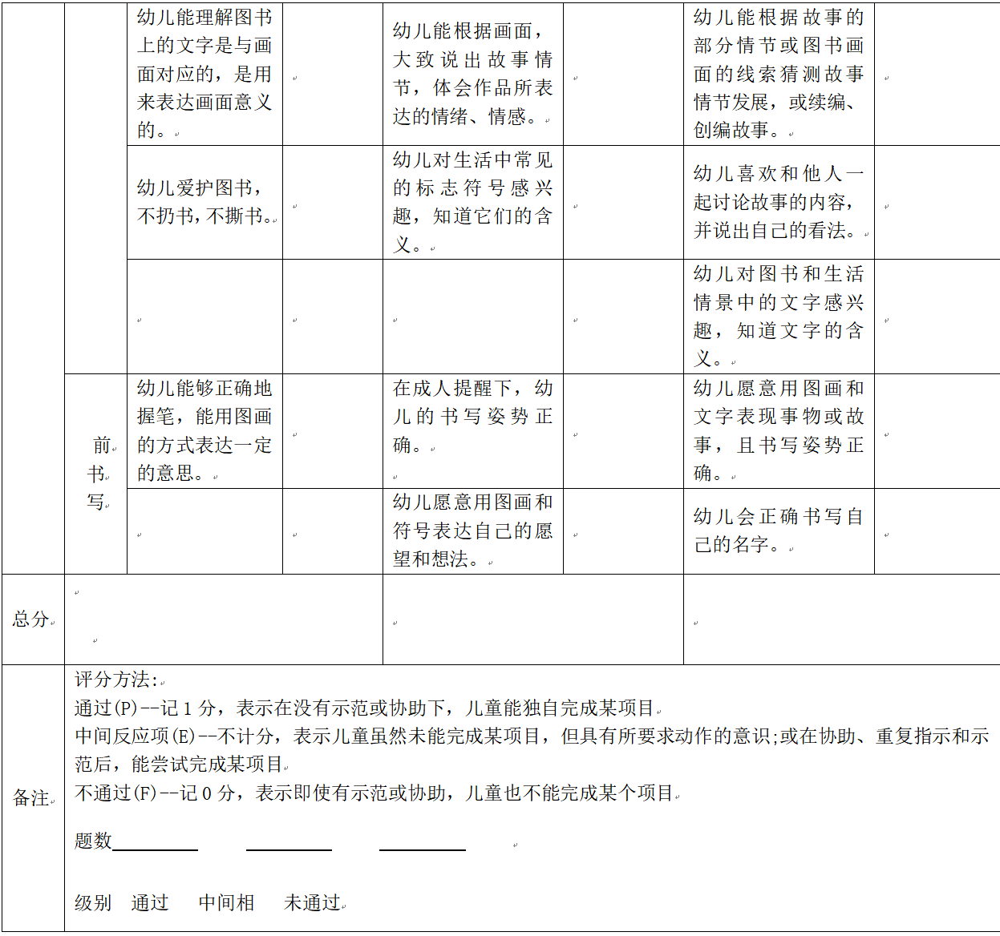 幼儿能理解图书
上的文字是与画
面对应的，是用
来表达画面意义
的。
幼儿能根据画面，
大致说出故事情
节，体会作品所表
达的情绪、情感。
幼儿能根据故事的
部分情节或图书画
面的线索猜测故事
情节发展，或续编、
创编故事。
幼儿爱护图书，
不扔书，不撕书。
幼儿对生活中常见
的标志符号感兴
趣，知道它们的含
义。
幼儿喜欢和他人一
起讨论故事的内容，
并说出自己的看法。
幼儿对图书和生活
情景中的文字感兴
趣，知道文字的含
义。
前
书
写
幼儿能够正确地
握笔，能用图画
的方式表达一定
的意思。
在成人提醒下，幼
儿的书写姿势正
确。
幼儿愿意用图画和
文字表现事物或故
事，且书写姿势正
确。
幼儿愿意用图画和
符号表达自己的愿
望和想法。
幼儿会正确书写自
己的名字。
总分
备注
评分方法:
通过(P)--记1分，表示在没有示范或协助下，儿童能独自完成某项目
中间反应项(E)--不计分，表示儿童虽然未能完成某项目，但具有所要求动作的意识;或在协助、重复指示和示
范后，能尝试完成某项目
不通过(F)--记0分，表示即使有示范或协助，儿童也不能完成某个项目
题数
级别 通过 中间相 未通过